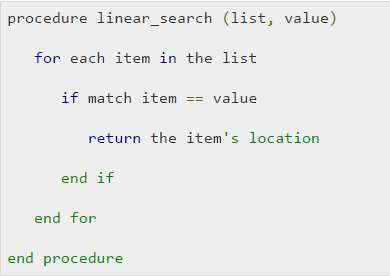 procedure linear_search (list, value)
for each item in the list
if match item == value
return the item's location
end if
end for
end procedure